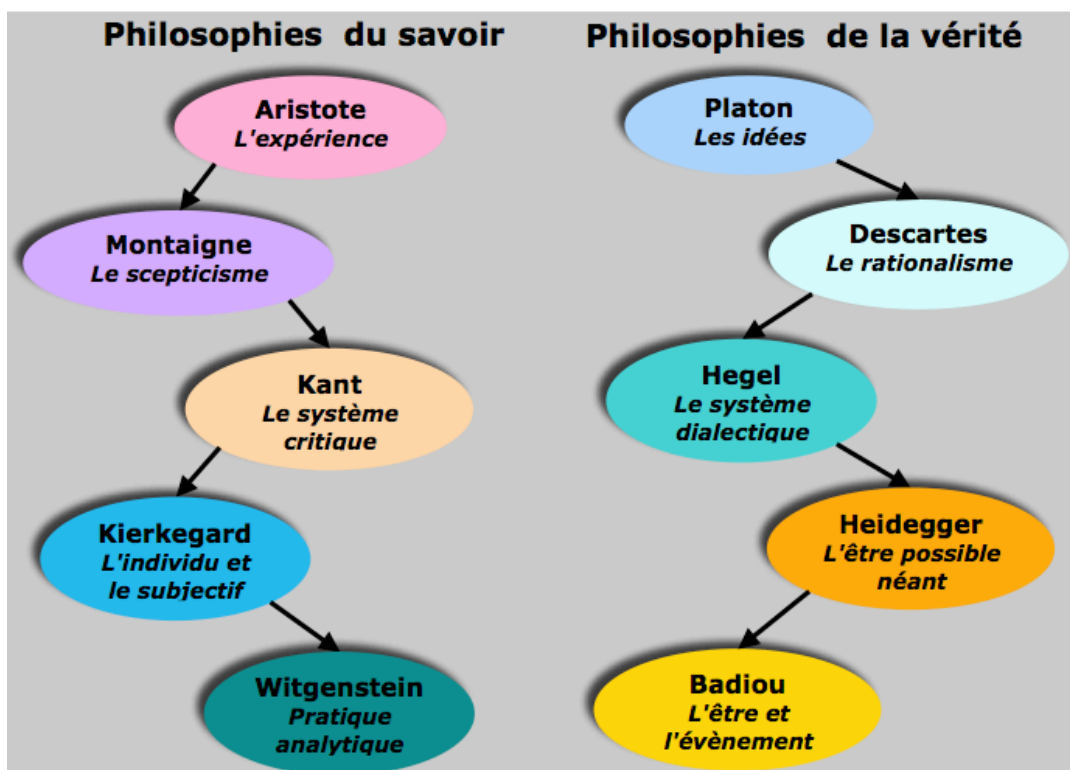 Philosophies du savoir
Aristote
L'expérience
Montaigne
Le scepticisme
Kant
Le système
critique
Kierkegard
L'individu et
le subjectif
Witgenstein
Pratique
analytique
Philosophies de la vérité
Platon
Les idées
Descartes
Le rationalisme
Hegel
Le système
dialectique
Heidegger
L'être possible
néant
Badiou
L'être et
l'évènement